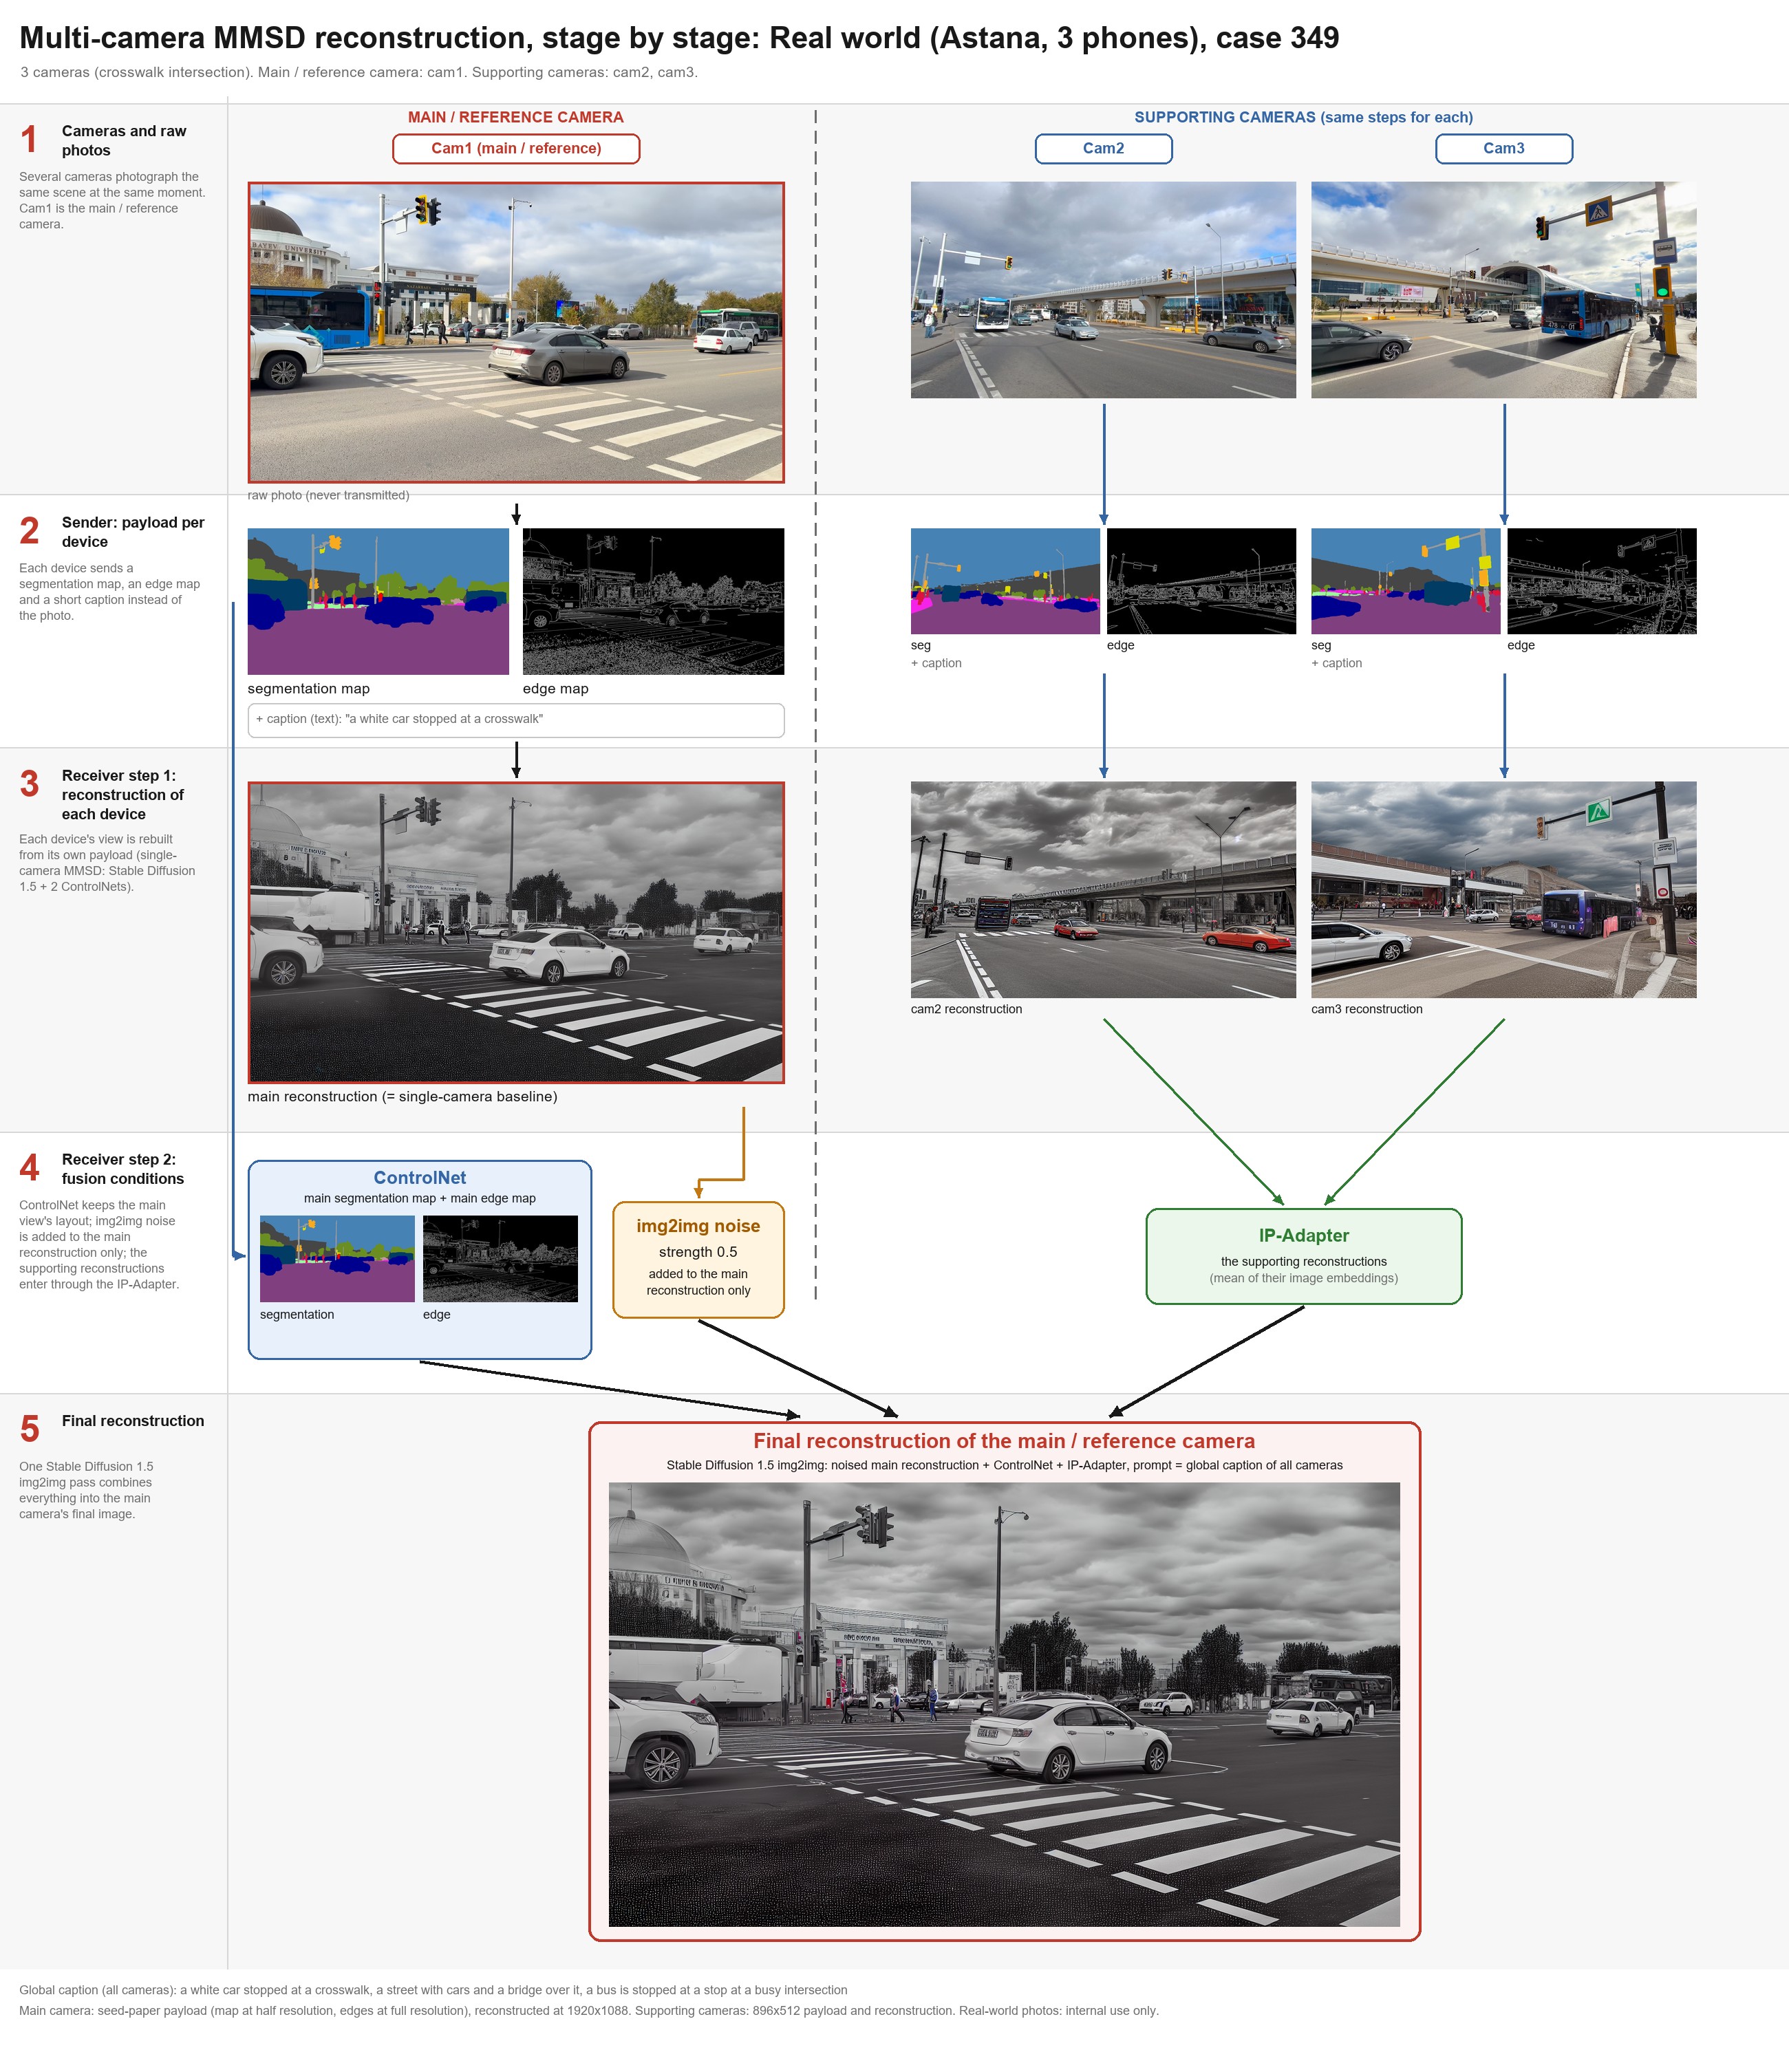 Multi-camera MMSD reconstruction, stage by stage: Real world (Astana, 3 phones), case 349
3 cameras (crosswalk intersection). Main / reference camera: cam1. Supporting cameras: cam2, cam3.
1
Cameras and raw
photos
Several cameras photograph the
same scene at the same moment.
Cam1 is the main / reference
camera.
MAIN / REFERENCE CAMERA
Cam1 (main / reference)
SUPPORTING CAMERAS (same steps for each)
Cam2
Cam3
BAYEV UNIVERSITY
raw photo (never transmitted)
2
Sender: payload per
device
Each device sends a
segmentation map, an edge map
and a short caption instead of
the photo.
segmentation map
edge map
+ caption (text): "a white car stopped at a crosswalk"
seg
edge
+ caption
seg
edge
+ caption
3
Receiver step 1:
reconstruction of
each device
Each device's view is rebuilt
from its own payload (single-
camera MMSD: Stable Diffusion
1.5 + 2 ControlNets).
main reconstruction (= single-camera baseline)
cam2 reconstruction
cam3 reconstruction
4
Receiver step 2:
fusion conditions
ControlNet keeps the main
view's layout; img2img noise
is added to the main
reconstruction only; the
supporting reconstructions
enter through the IP-Adapter.
ControlNet
main segmentation map + main edge map
segmentation
edge
img2img noise
strength 0.5
added to the main
reconstruction only
IP-Adapter
the supporting reconstructions
(mean of their image embeddings)
5
Final reconstruction
One Stable Diffusion 1.5
img2img pass combines
everything into the main
camera's final image.
Final reconstruction of the main / reference camera
Stable Diffusion 1.5 img2img: noised main reconstruction + ControlNet + IP-Adapter, prompt = global caption of all cameras
Global caption (all cameras): a white car stopped at a crosswalk, a street with cars and a bridge over it, a bus is stopped at a stop at a busy intersection
Main camera: seed-paper payload (map at half resolution, edges at full resolution), reconstructed at 1920x1088. Supporting cameras: 896x512 payload and reconstruction. Real-world photos: internal use only.